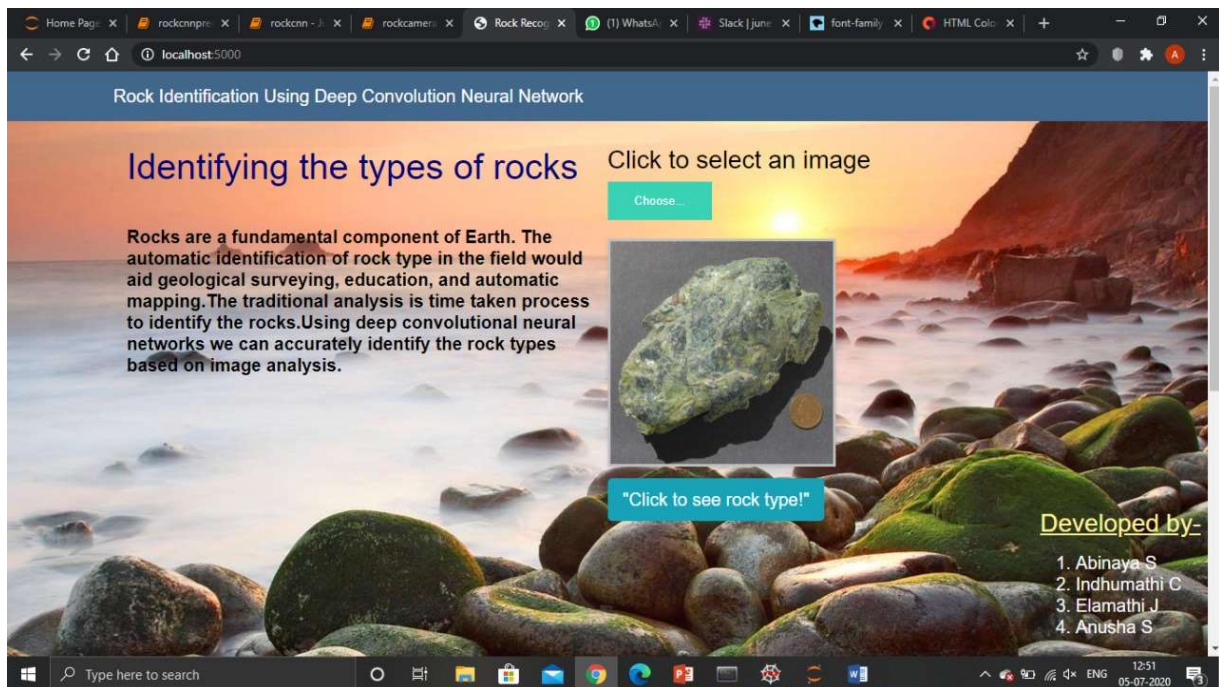 Home Page
rockcnnpre
rockcnn - J
rockcamera
Rock Recog
(1) WhatsA
Slack | june
font-family
HTML Colo
localhost:5000
A
Rock Identification Using Deep Convolution Neural Network
Identifying the types of rocks
Rocks are a fundamental component of Earth. The
automatic identification of rock type in the field would
aid geological surveying, education, and automatic
mapping.The traditional analysis is time taken process
to identify the rocks.Using deep convolutional neural
networks we can accurately identify the rock types
based on image analysis.
Click to select an image
Choose...
"Click to see rock type!"
Developed by-
1. Abinaya S
2. Indhumathi C
3. Elamathi J
4. Anusha S
Type here to search
ENG
12:51
05-07-2020
3